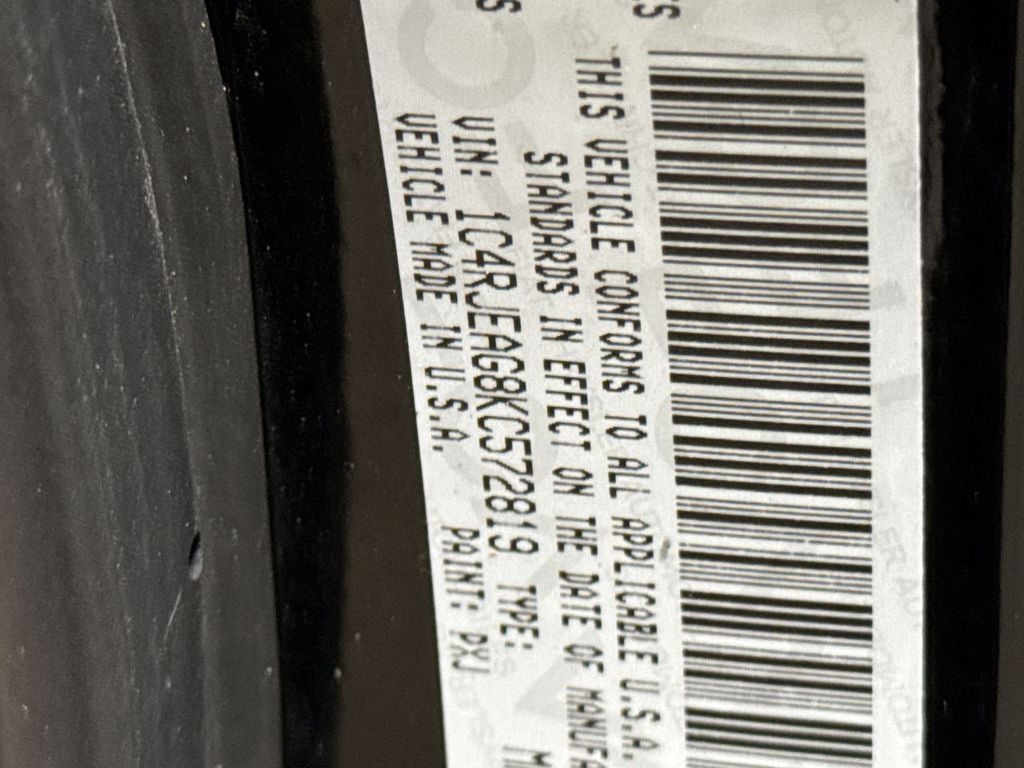 THIS VEHICLE CONFORMS TO ALL APPLICABLE U.S.A.
STANDARDS IN EFFECT ON THE DATE OF MANUFA
VIN: 1C4RJEAG8KC572819 TYPE:
VEHICLE MADE IN U.S.A. PAINT: PXJ